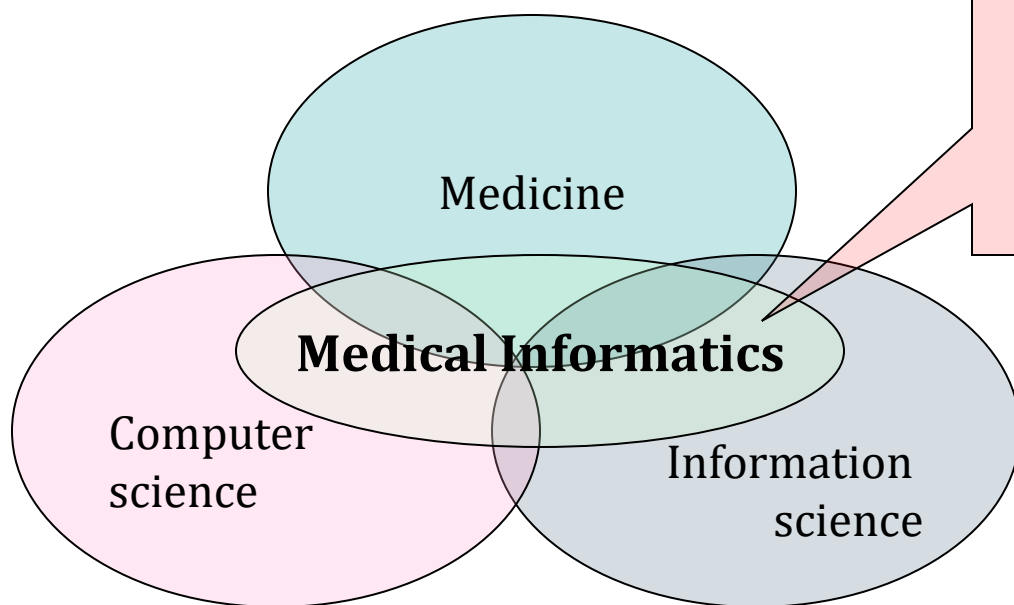 Medicine
Medical Informatics
Computer
science
Information
science